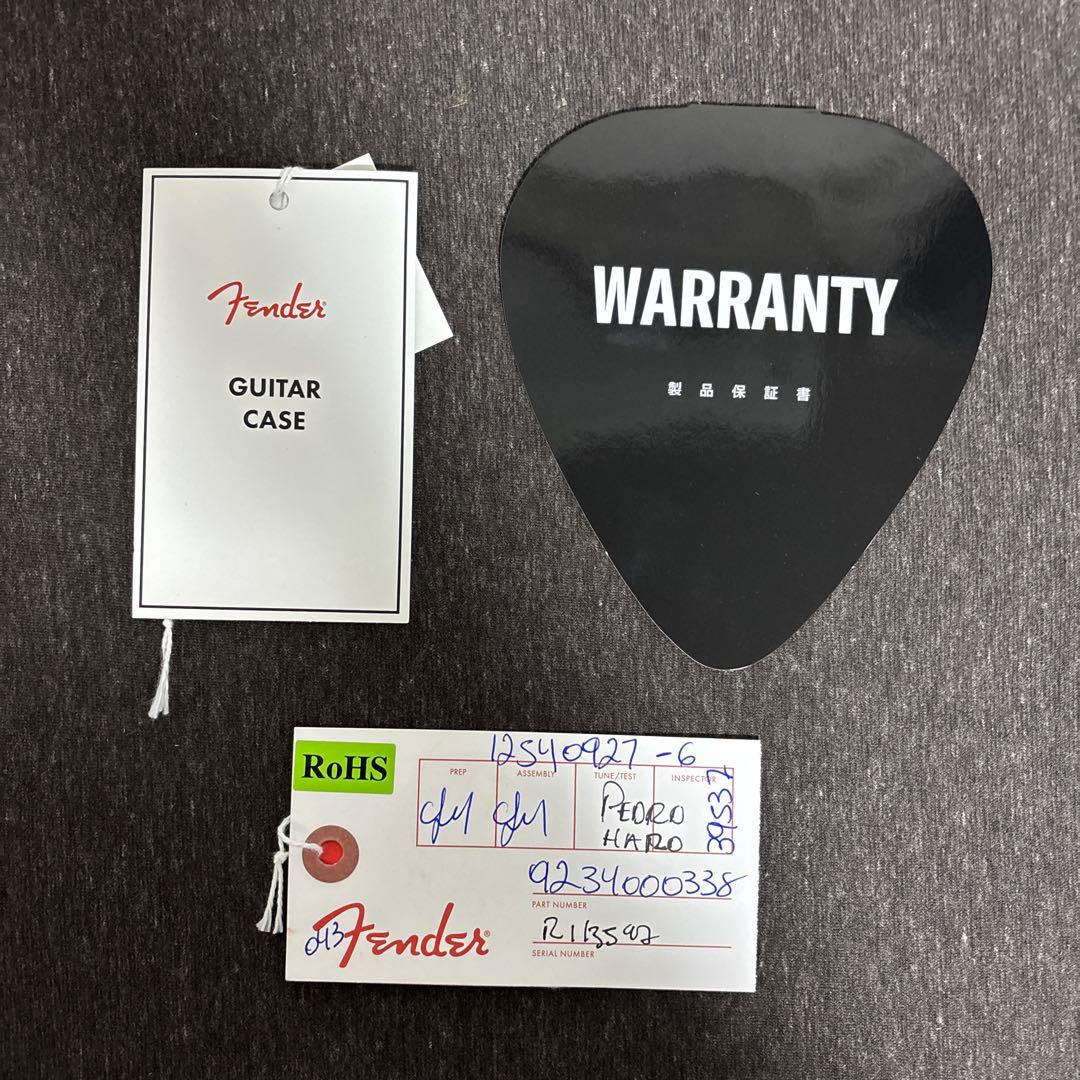 Fender
GUITAR
CASE
WARRANTY
製品保証書
12540927-6
RoHS
PREP
ASSEMBLY
TUNE/TEST
INSPECTOR
PEDRO
HARO
9234000338
PART NUMBER
SERIAL NUMBER
043
Fender